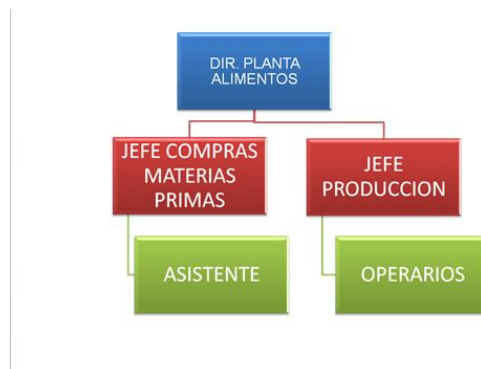 DIR. PLANTA
ALIMENTOS
JEFE COMPRAS
MATERIAS
PRIMAS
JEFE
PRODUCCION
ASISTENTE
OPERARIOS